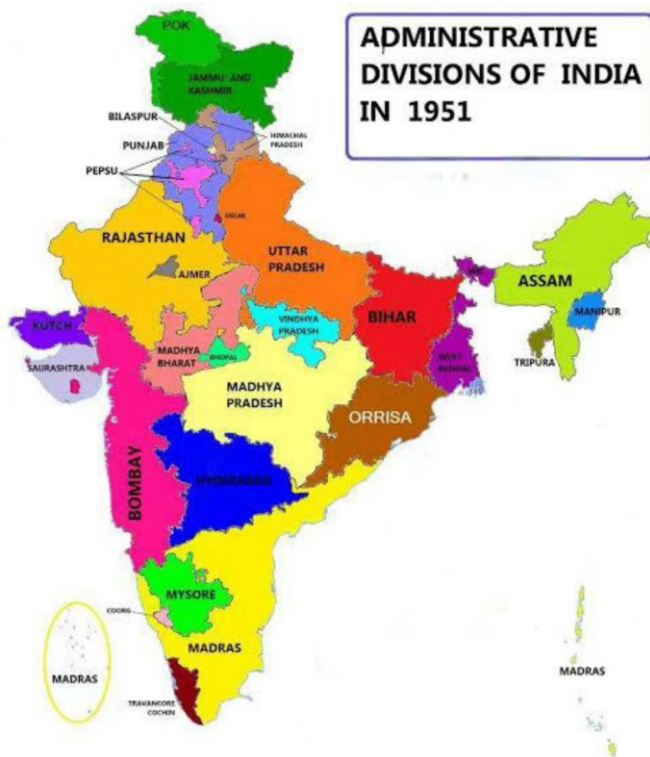 ADMINISTRATIVE
DIVISIONS OF INDIA
IN 1951
POK
JAMMU AND
KASHMIR
BILASPUR
HIMACHAL
PRADESH
PUNJAB
PEPSU
DELHI
RAJASTHAN
UTTAR
PRADESH
AJMER
ASSAM
MANIPUR
TRIPURA
KUTCH
VINDHYA
PRADESH
BIHAR
MADHYA
BHARAT
BHOPAL
WEST
BENGAL
SAURASHTRA
MADHYA
PRADESH
ORRISA
BOMBAY
HYDERABAD
MYSORE
COORG
MADRAS
MADRAS
MADRAS
TRAVANCORE
COCHIN